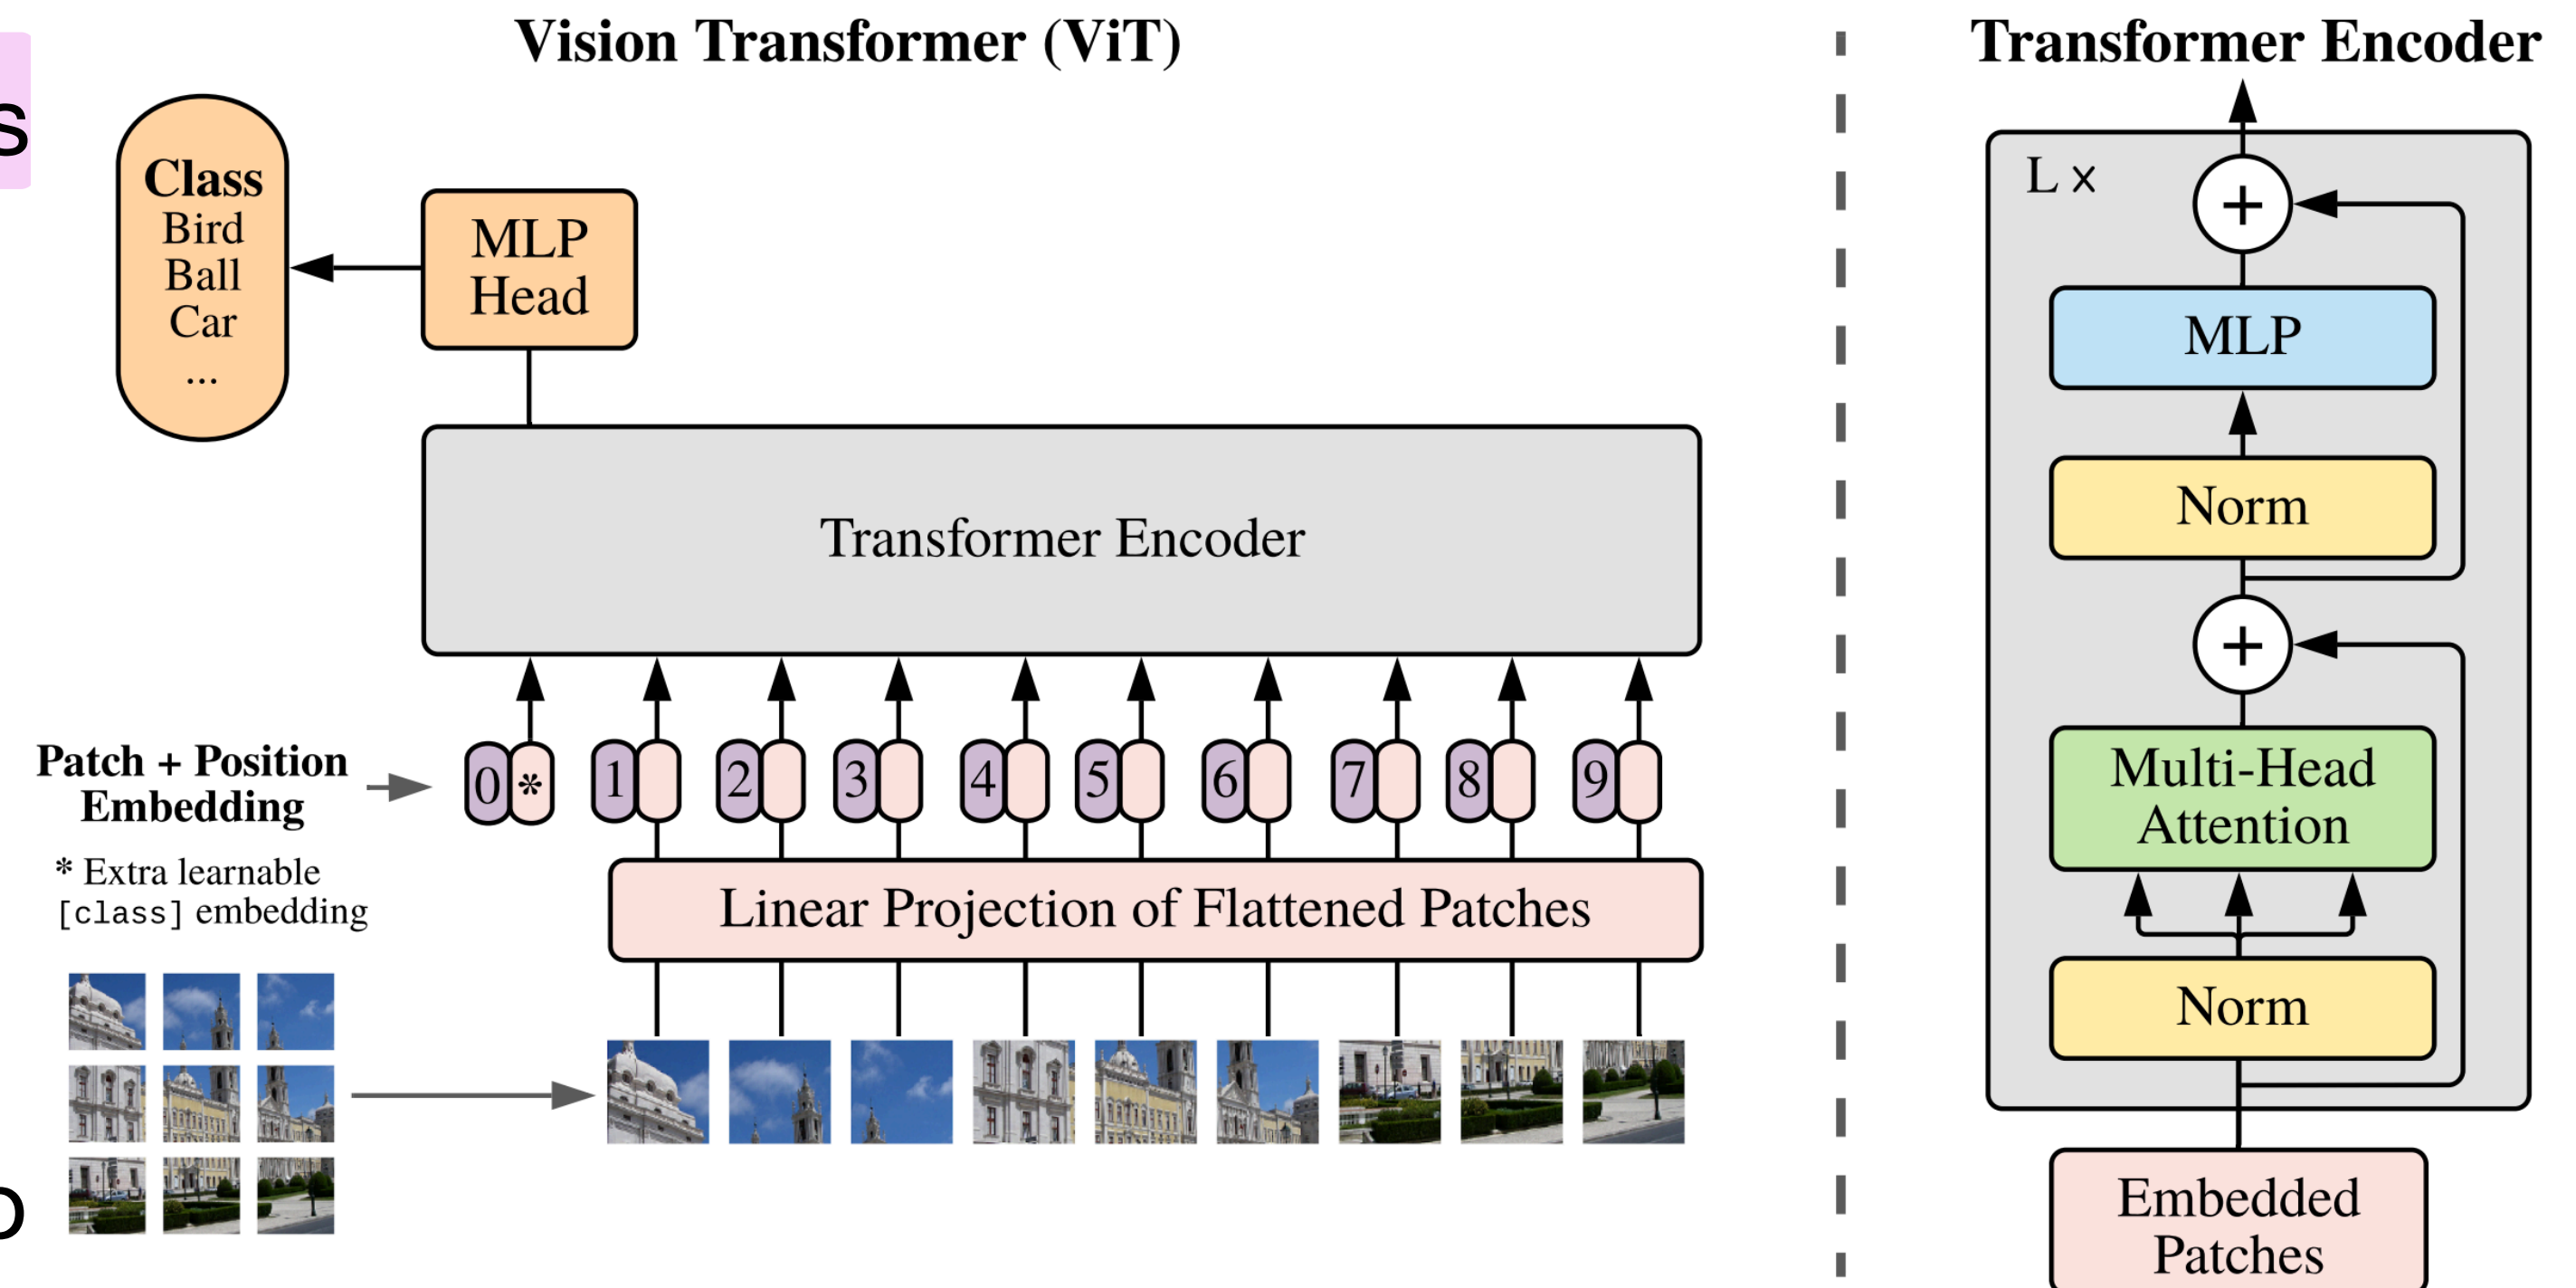 Vision Transformer (ViT)
Class
Bird
Ball
Car
...
MLP
Head
Transformer Encoder
Patch + Position
Embedding
0 * 1 2 3 4 5 6 7 8 9
* Extra learnable
[class] embedding
Linear Projection of Flattened Patches
Transformer Encoder
L ×
+
MLP
Norm
+
Multi-Head
Attention
Norm
Embedded
Patches
s